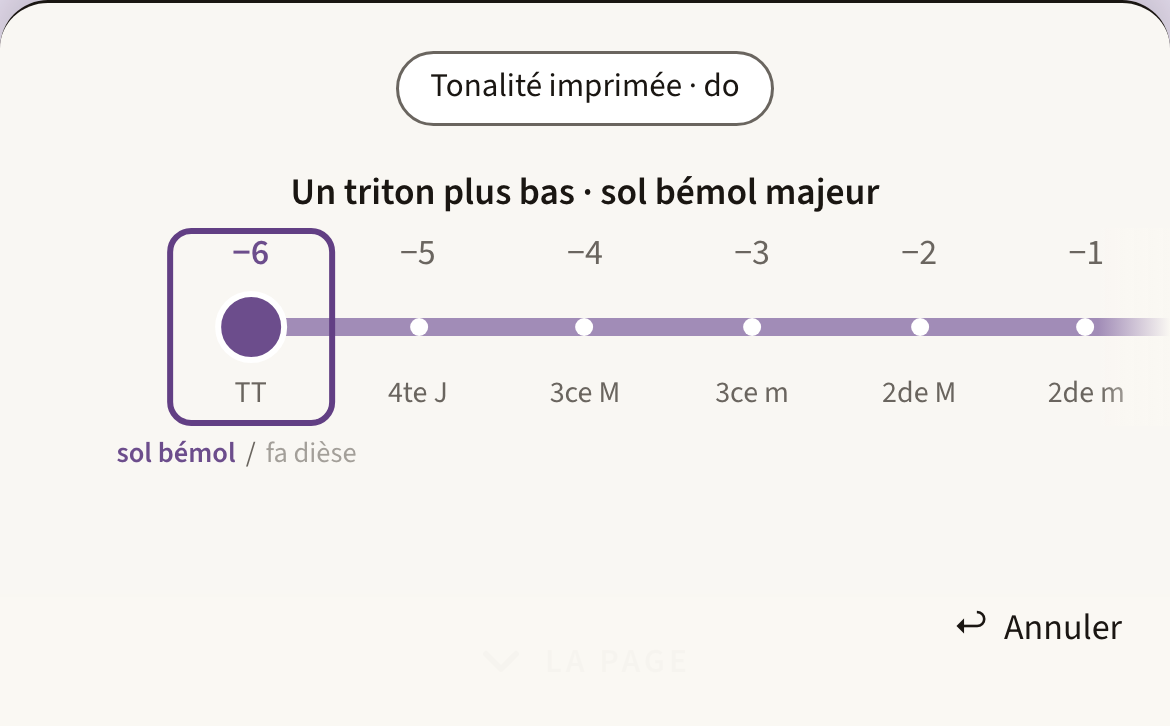 Tonalité imprimée · do
Un triton plus bas · sol bémol majeur
−6 −5 −4 −3 −2 −1
TT 4te J 3ce M 3ce m 2de M 2de m
sol bémol / fa dièse
Annuler
LA PAGE